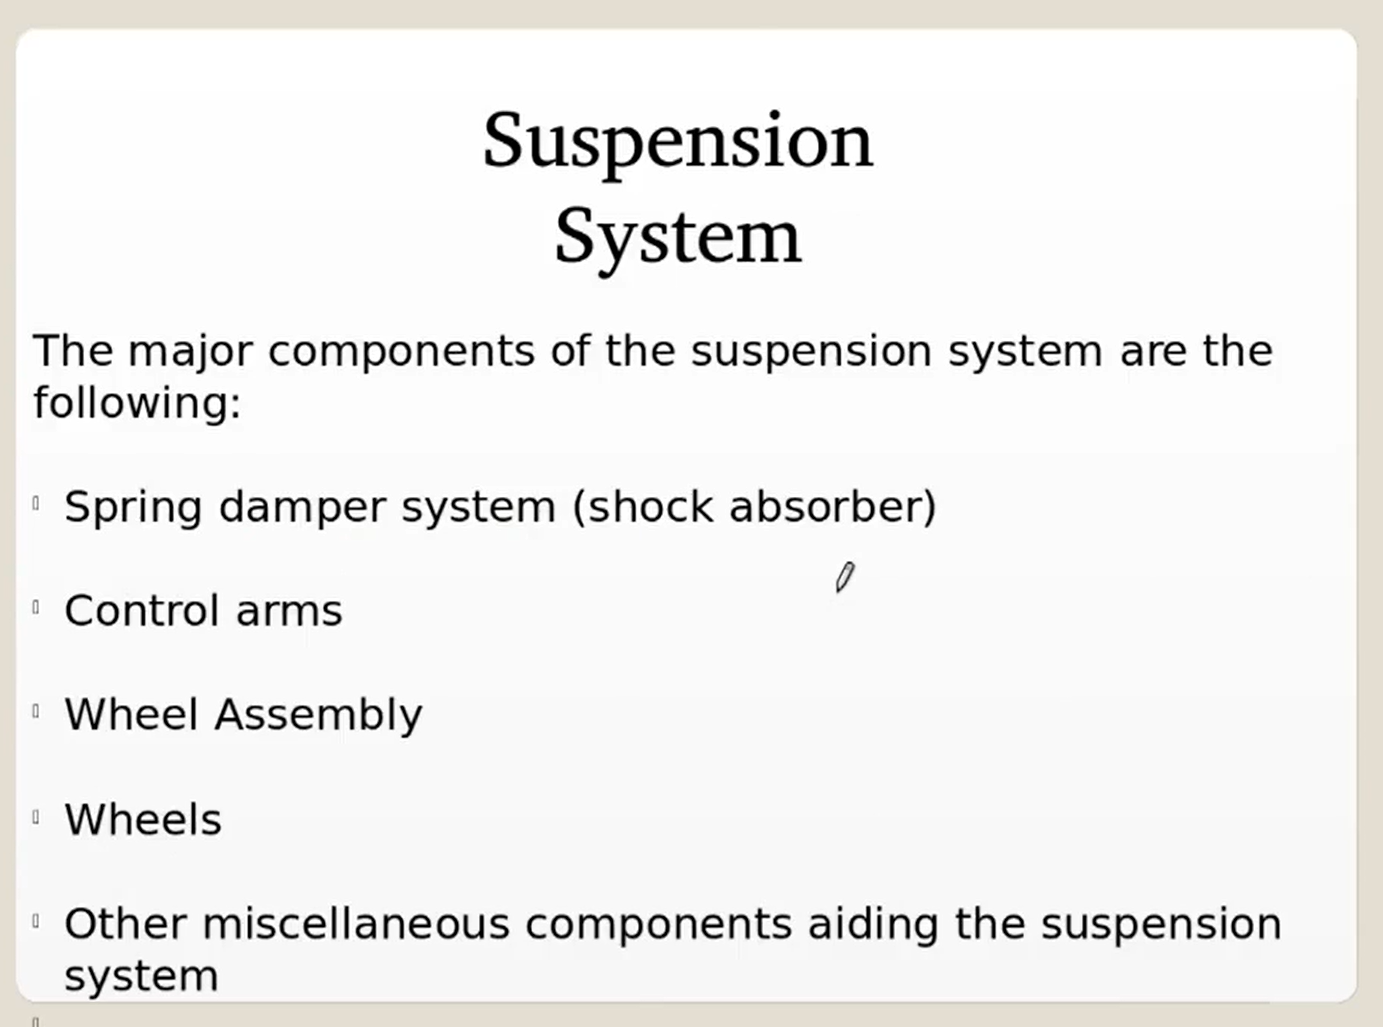 Suspension
System
The major components of the suspension system are the
following:
Spring damper system (shock absorber)
Control arms
Wheel Assembly
Wheels
Other miscellaneous components aiding the suspension
system